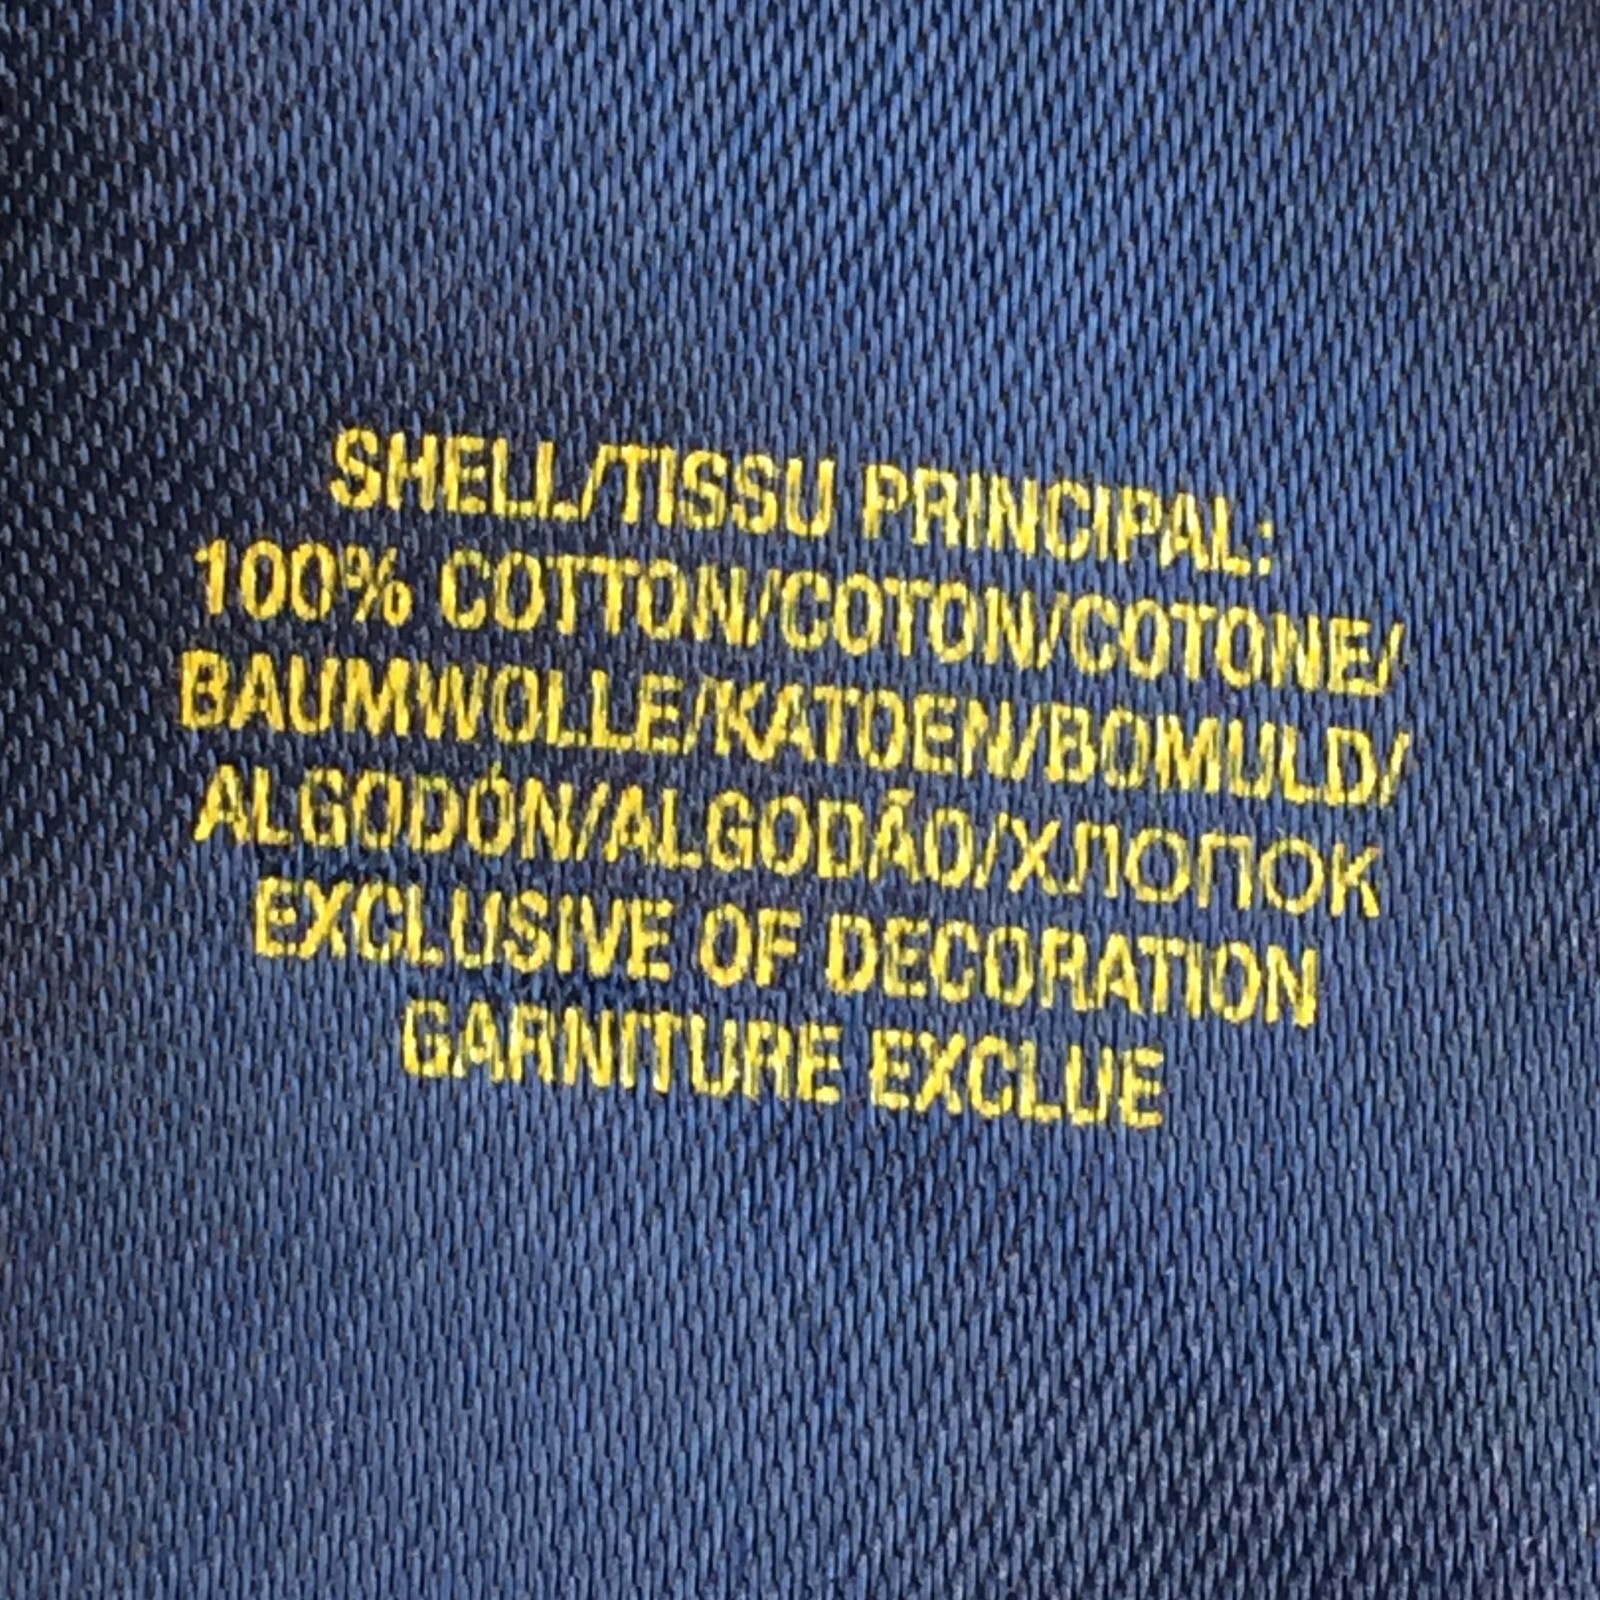 SHELL/TISSU PRINCIPAL:
100% COTTON/COTON/COTONE/
BAUMWOLLE/KATOEN/BOMULD/
ALGODÓN/ALGODÃO/ХЛОПОК
EXCLUSIVE OF DECORATION
GARNITURE EXCLUE